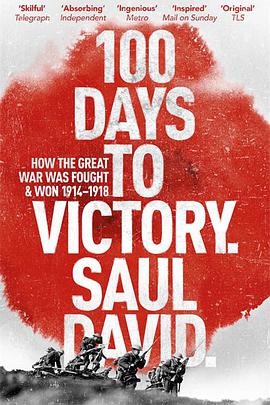 'Skilful' 'Absorbing' 'Ingenious' 'Inspired' 'Original'
Telegraph Independent Metro Mail on Sunday TLS
100
DAYS
HOW THE GREAT
WAR WAS FOUGHT
& WON 1914–1918
TO
VICTORY.
SAUL
DAVID.